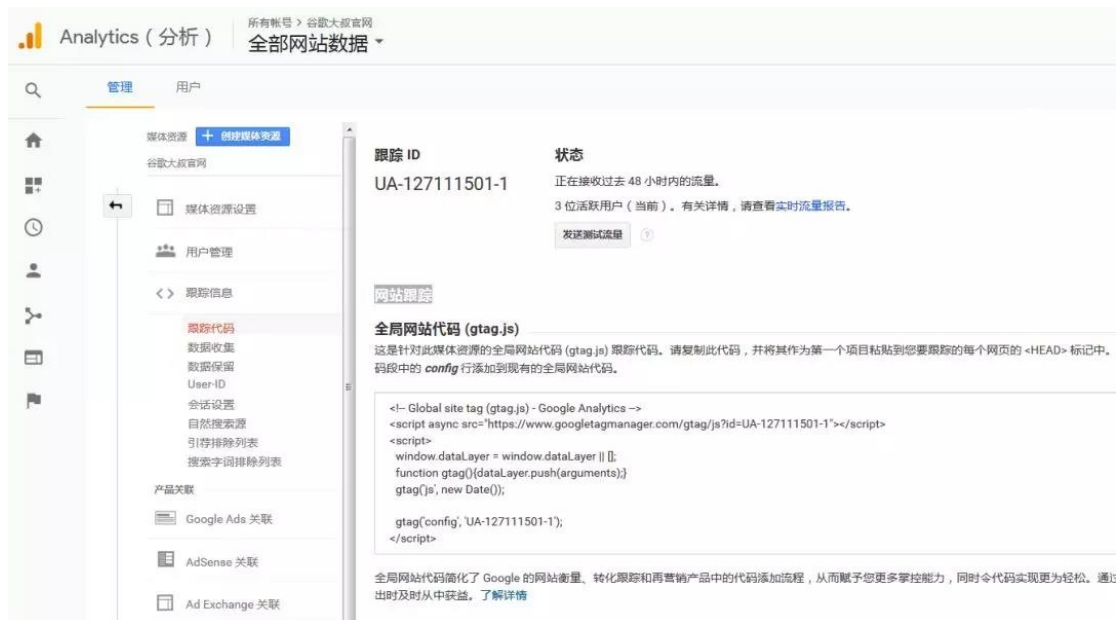 所有帐号 > 谷歌大叔官网
Analytics（分析）
全部网站数据
管理 用户
媒体资源 + 创建媒体资源
谷歌大叔官网
媒体资源设置
用户管理
<> 跟踪信息
跟踪代码
数据收集
数据保留
User-ID
会话设置
自然搜索源
引荐排除列表
搜索字词排除列表
产品关联
Google Ads 关联
AdSense 关联
Ad Exchange 关联
跟踪 ID
UA-127111501-1
状态
正在接收过去 48 小时内的流量。
3 位活跃用户（当前）。有关详情，请查看实时流量报告。
发送测试流量 ?
网站跟踪
全局网站代码 (gtag.js)
这是针对此媒体资源的全局网站代码 (gtag.js) 跟踪代码。请复制此代码，并将其作为第一个项目粘贴到您要跟踪的每个网页的 <HEAD> 标记中。
码段中的 config 行添加到现有的全局网站代码。
<!-- Global site tag (gtag.js) - Google Analytics -->
<script async src="https://www.googletagmanager.com/gtag/js?id=UA-127111501-1"></script>
<script>
window.dataLayer = window.dataLayer || [];
function gtag(){dataLayer.push(arguments);}
gtag('js', new Date());
gtag('config', 'UA-127111501-1');
</script>
全局网站代码简化了 Google 的网站衡量、转化跟踪和再营销产品中的代码添加流程，从而赋予您更多掌控能力，同时令代码实现更为轻松。通过
出时及时从中获益。了解详情